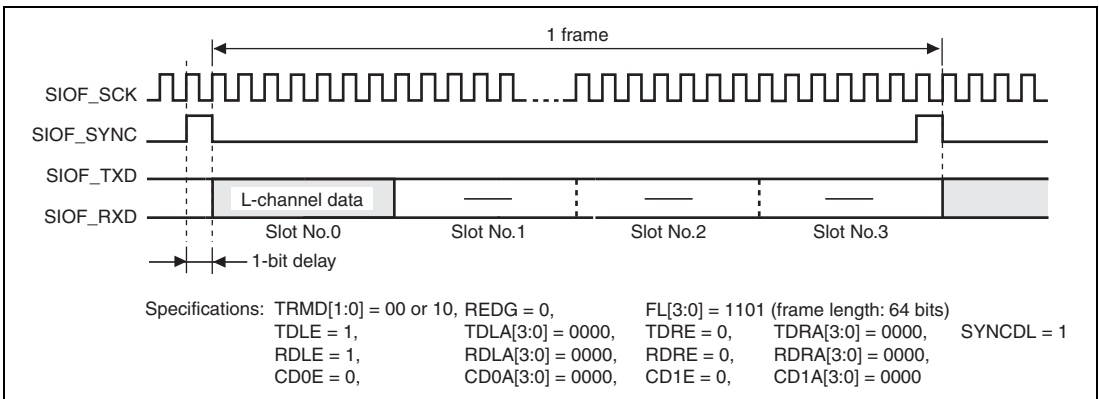 1 frame
SIOF_SCK
SIOF_SYNC
SIOF_TXD
SIOF_RXD
L-channel data
Slot No.0 Slot No.1 Slot No.2 Slot No.3
1-bit delay
Specifications: TRMD[1:0] = 00 or 10, REDG = 0, FL[3:0] = 1101 (frame length: 64 bits)
TDLE = 1, TDLA[3:0] = 0000, TDRE = 0, TDRA[3:0] = 0000, SYNCDL = 1
RDLE = 1, RDLA[3:0] = 0000, RDRE = 0, RDRA[3:0] = 0000,
CD0E = 0, CD0A[3:0] = 0000, CD1E = 0, CD1A[3:0] = 0000